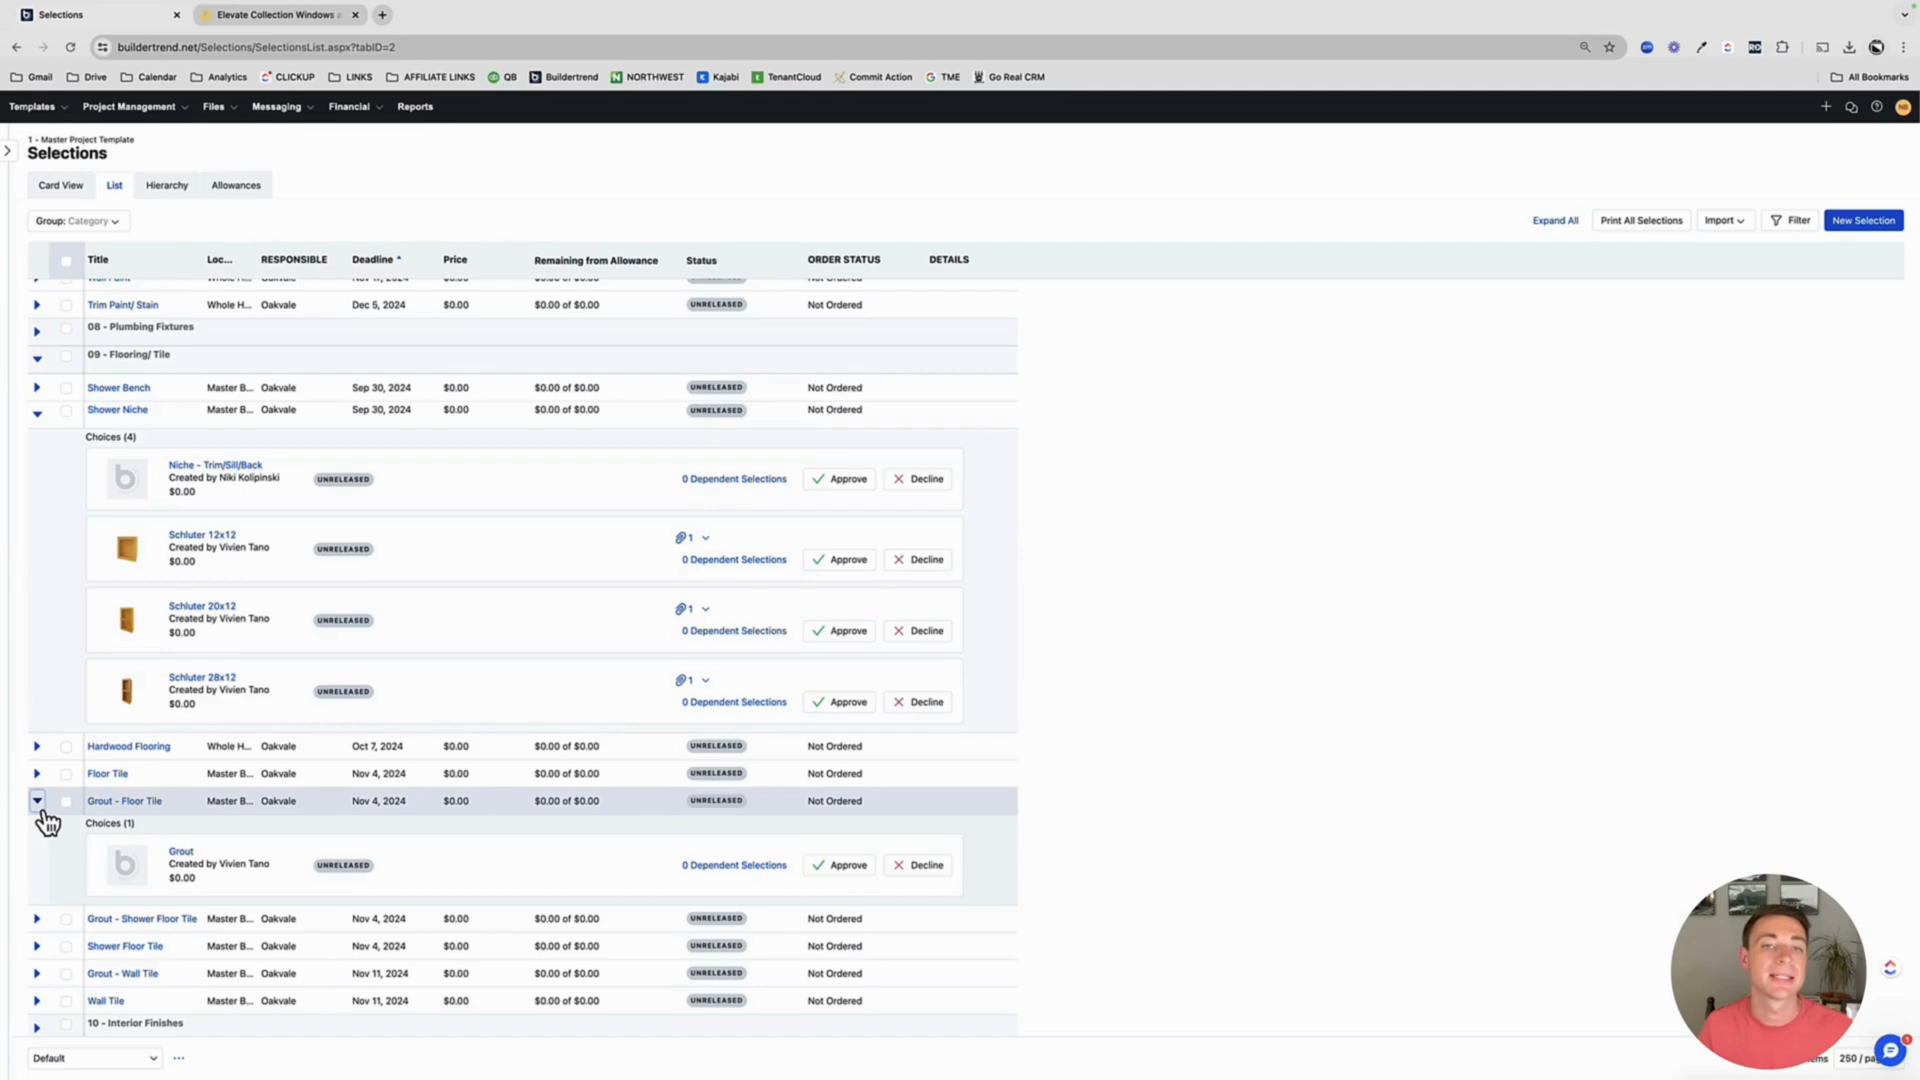 Selections
Elevate Collection Windows a
buildertrend.net/Selections/SelectionsList.aspx?tabID=2
Gmail Drive Calendar Analytics CLICKUP LINKS AFFILIATE LINKS QB Buildertrend NORTHWEST Kajabi TenantCloud Commit Action TME Go Real CRM All Bookmarks
Templates Project Management Files Messaging Financial Reports
1 - Master Project Template
Selections
Card View List Hierarchy Allowances
Group: Category Expand All Print All Selections Import Filter New Selection
Title Loc... RESPONSIBLE Deadline Price Remaining from Allowance Status ORDER STATUS DETAILS
Trim Paint/ Stain Whole H... Oakvale Dec 5, 2024 $0.00 $0.00 of $0.00 UNRELEASED Not Ordered
08 - Plumbing Fixtures
09 - Flooring/ Tile
Shower Bench Master B... Oakvale Sep 30, 2024 $0.00 $0.00 of $0.00 UNRELEASED Not Ordered
Shower Niche Master B... Oakvale Sep 30, 2024 $0.00 $0.00 of $0.00 UNRELEASED Not Ordered
Choices (4)
Niche - Trim/Sill/Back
Created by Niki Kolipinski UNRELEASED 0 Dependent Selections Approve Decline
$0.00
Schluter 12x12 1
Created by Vivien Tano UNRELEASED
$0.00 0 Dependent Selections Approve Decline
Schluter 20x12 1
Created by Vivien Tano UNRELEASED
$0.00 0 Dependent Selections Approve Decline
Schluter 28x12 1
Created by Vivien Tano UNRELEASED
$0.00 0 Dependent Selections Approve Decline
Hardwood Flooring Whole H... Oakvale Oct 7, 2024 $0.00 $0.00 of $0.00 UNRELEASED Not Ordered
Floor Tile Master B... Oakvale Nov 4, 2024 $0.00 $0.00 of $0.00 UNRELEASED Not Ordered
Grout - Floor Tile Master B... Oakvale Nov 4, 2024 $0.00 $0.00 of $0.00 UNRELEASED Not Ordered
Choices (1)
Grout
Created by Vivien Tano UNRELEASED 0 Dependent Selections Approve Decline
$0.00
Grout - Shower Floor Tile Master B... Oakvale Nov 4, 2024 $0.00 $0.00 of $0.00 UNRELEASED Not Ordered
Shower Floor Tile Master B... Oakvale Nov 4, 2024 $0.00 $0.00 of $0.00 UNRELEASED Not Ordered
Grout - Wall Tile Master B... Oakvale Nov 11, 2024 $0.00 $0.00 of $0.00 UNRELEASED Not Ordered
Wall Tile Master B... Oakvale Nov 11, 2024 $0.00 $0.00 of $0.00 UNRELEASED Not Ordered
10 - Interior Finishes
Default 250 / pa